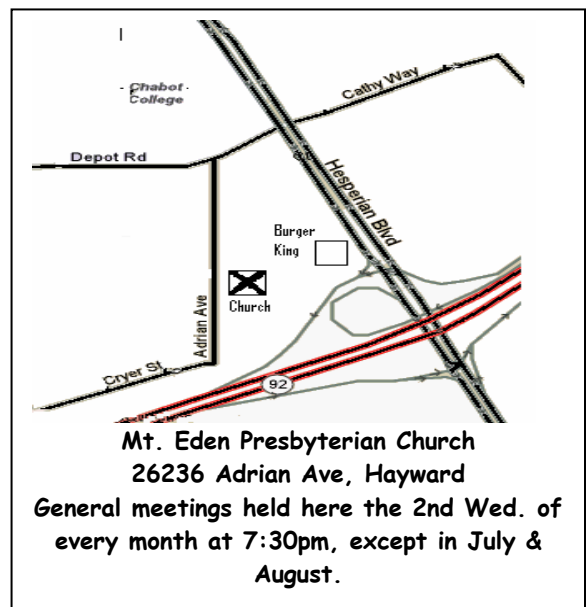 Chabot
College
Cathy Way
Depot Rd
Hesperian Blvd
Burger
King
Church
Adrian Ave
Cryer St
92
Mt. Eden Presbyterian Church
26236 Adrian Ave, Hayward
General meetings held here the 2nd Wed. of
every month at 7:30pm, except in July &
August.